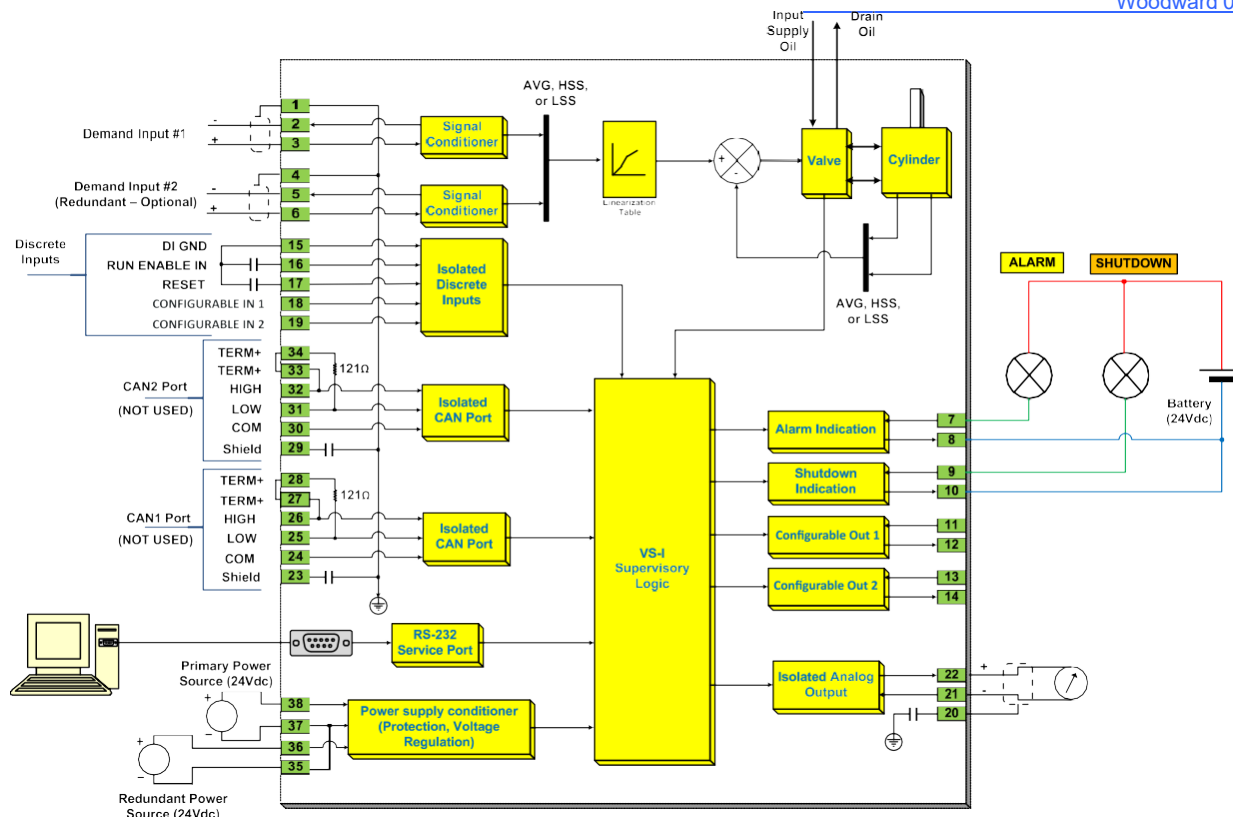 Woodward 0
Input
Supply
Oil
Drain
Oil
AVG, HSS,
or LSS
Demand Input #1
-
+
1
2
3
Signal
Conditioner
Demand Input #2
(Redundant – Optional)
-
+
4
5
6
Signal
Conditioner
Linearization
Table
+
-
Valve
Cylinder
AVG, HSS,
or LSS
Discrete
Inputs
DI GND
RUN ENABLE IN
RESET
CONFIGURABLE IN 1
CONFIGURABLE IN 2
15
16
17
18
19
Isolated
Discrete
Inputs
ALARM
SHUTDOWN
CAN2 Port
(NOT USED)
TERM+
TERM+
HIGH
LOW
COM
Shield
34
33
32
31
30
29
121Ω
Isolated
CAN Port
CAN1 Port
(NOT USED)
TERM+
TERM+
HIGH
LOW
COM
Shield
28
27
26
25
24
23
121Ω
Isolated
CAN Port
VS-I
Supervisory
Logic
Alarm Indication
7
8
Battery
(24Vdc)
Shutdown
Indication
9
10
Configurable Out 1
11
12
Configurable Out 2
13
14
RS-232
Service Port
Isolated Analog
Output
22
21
20
+
-
Primary Power
Source (24Vdc)
+
–
+
–
38
37
36
35
Power supply conditioner
(Protection, Voltage
Regulation)
Redundant Power
Source (24Vdc)